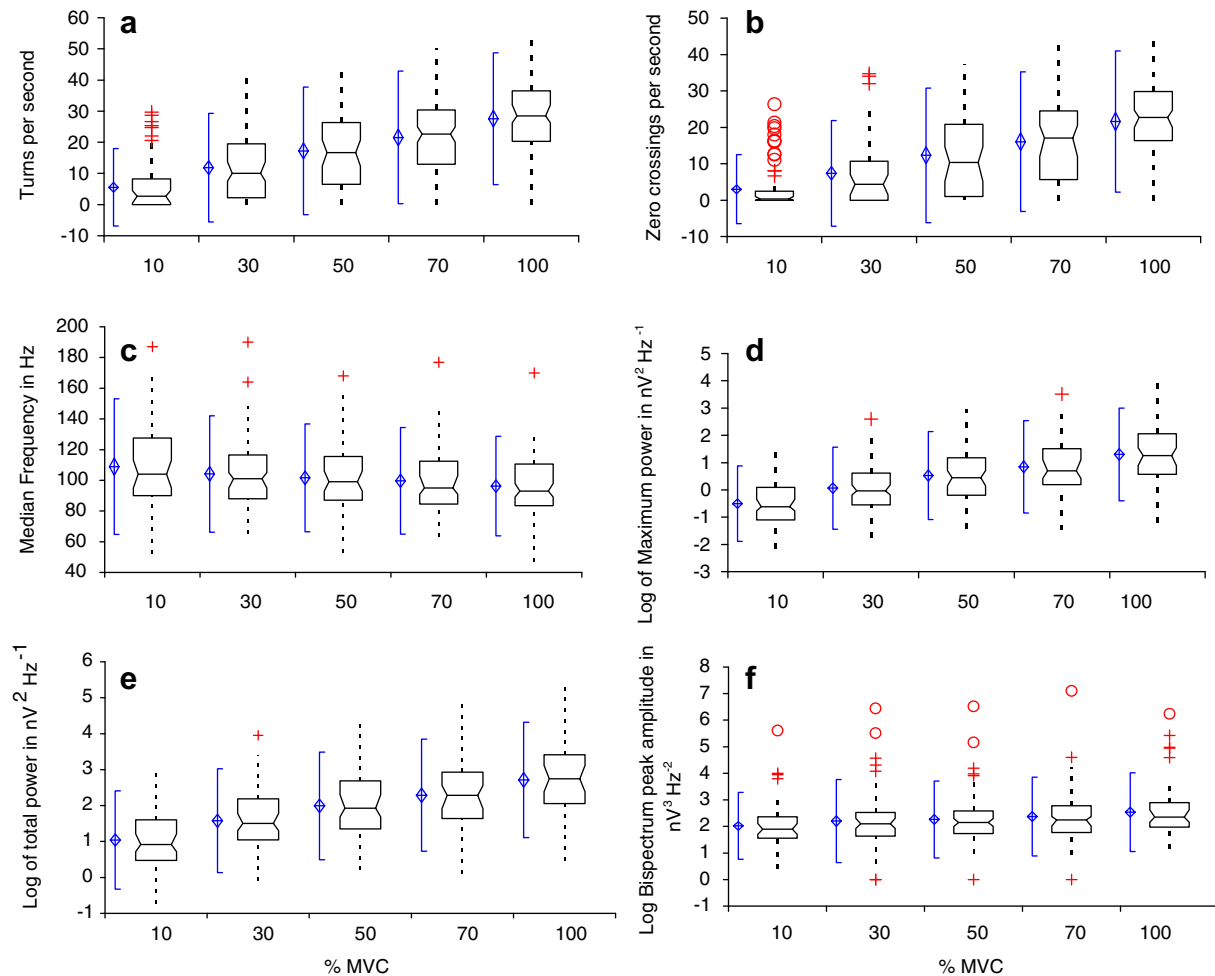 a
Turns per second
60
50
40
30
20
10
0
-10
10 30 50 70 100
b
Zero crossings per second
50
40
30
20
10
0
-10
10 30 50 70 100
c
Median Frequency in Hz
200
180
160
140
120
100
80
60
40
10 30 50 70 100
d
Log of Maximum power in nV² Hz⁻¹
5
4
3
2
1
0
-1
-2
-3
10 30 50 70 100
e
Log of total power in nV² Hz⁻¹
6
5
4
3
2
1
0
-1
10 30 50 70 100
% MVC
f
Log Bispectrum peak amplitude in
nV³ Hz⁻²
8
7
6
5
4
3
2
1
0
-1
10 30 50 70 100
% MVC